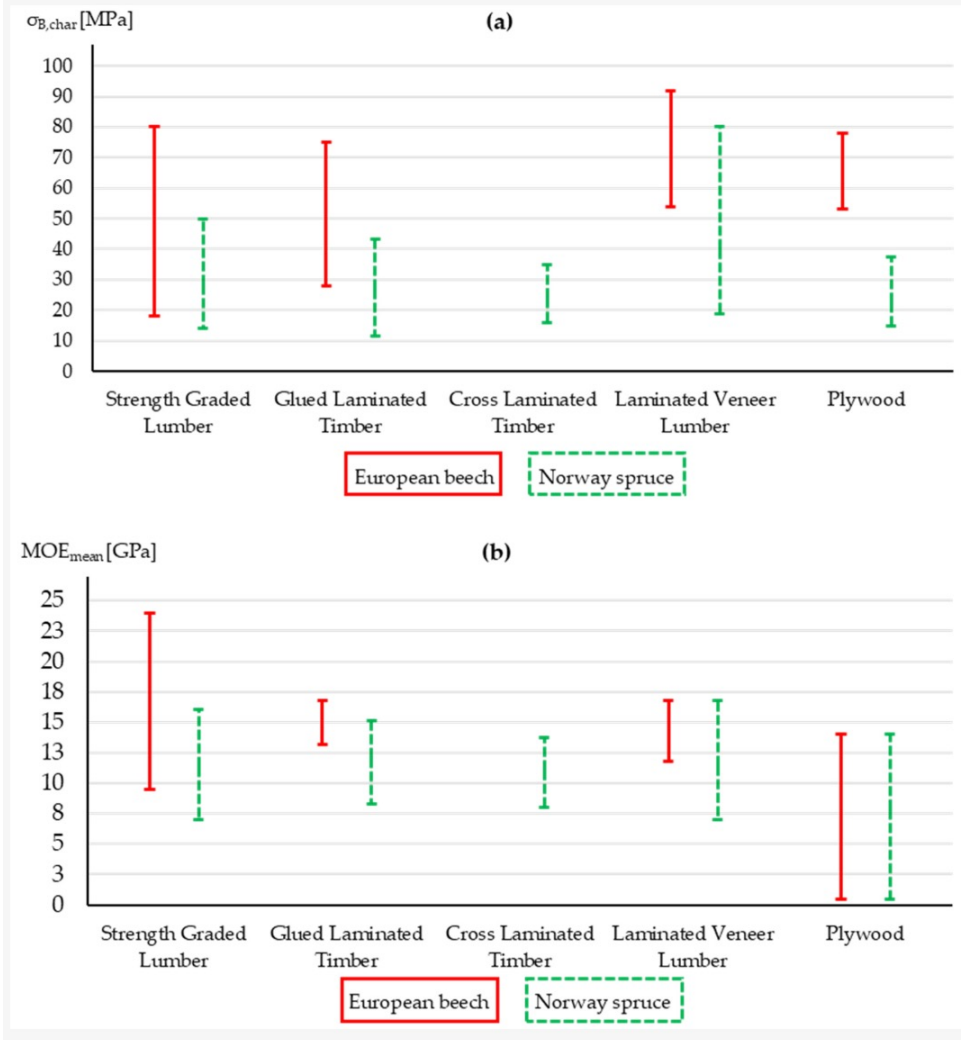 σB,char [MPa]
(a)
100
90
80
70
60
50
40
30
20
10
0
Strength Graded Lumber
Glued Laminated Timber
Cross Laminated Timber
Laminated Veneer Lumber
Plywood
European beech
Norway spruce
MOEmean [GPa]
(b)
25
23
20
18
15
13
10
8
5
3
0
Strength Graded Lumber
Glued Laminated Timber
Cross Laminated Timber
Laminated Veneer Lumber
Plywood
European beech
Norway spruce